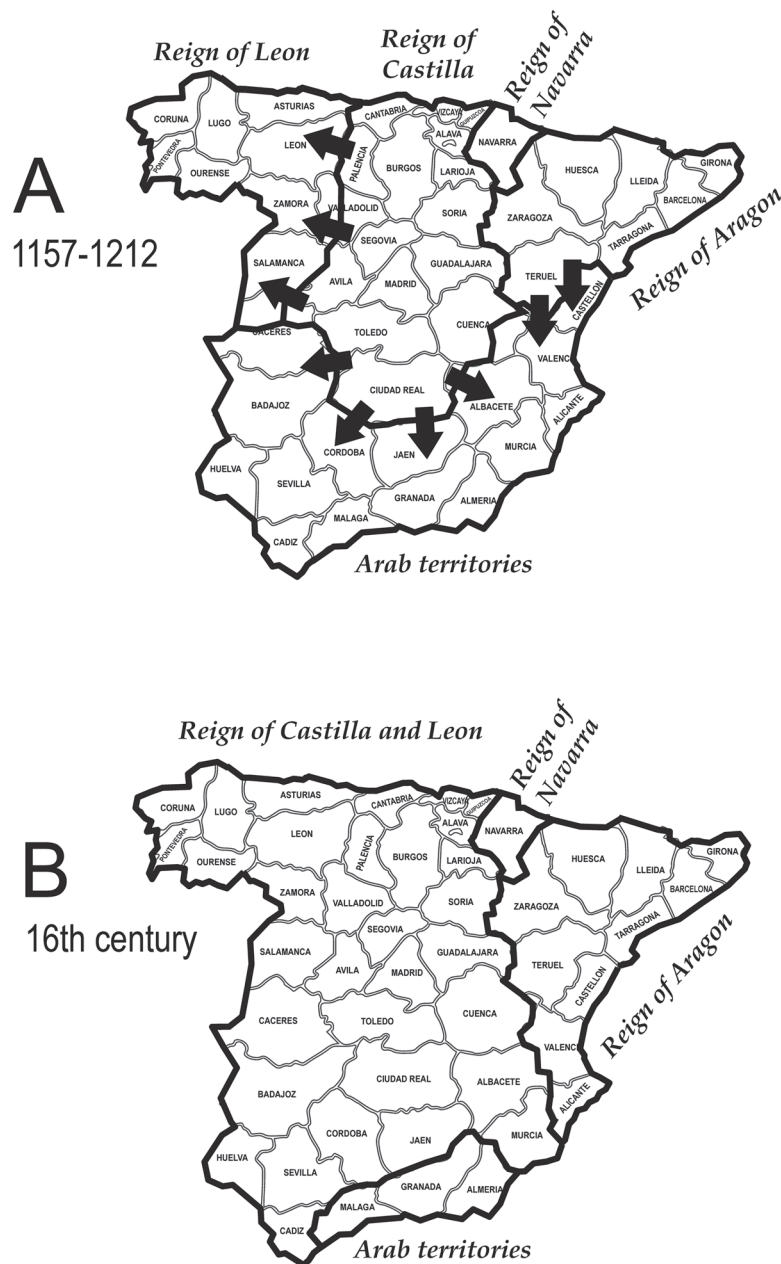 Reign of Leon
Reign of
Castilla
Reign of
Navarra
A
1157-1212
CORUNA
LUGO
ASTURIAS
CANTABRIA
VIZCAYA
GUIPUZCOA
PONTEVEDRA
OURENSE
LEON
PALENCIA
BURGOS
ALAVA
LARIOJA
NAVARRA
HUESCA
LLEIDA
GIRONA
BARCELONA
ZAMORA
VALLADOLID
SORIA
ZARAGOZA
TARRAGONA
Reign of Aragon
SALAMANCA
SEGOVIA
AVILA
MADRID
GUADALAJARA
TERUEL
CASTELLON
CACERES
TOLEDO
CUENCA
VALENC
BADAJOZ
CIUDAD REAL
ALBACETE
ALICANTE
HUELVA
SEVILLA
CORDOBA
JAEN
MURCIA
CADIZ
MALAGA
GRANADA
ALMERIA
Arab territories
Reign of Castilla and Leon
Reign of
Navarra
B
16th century
CORUNA
LUGO
ASTURIAS
CANTABRIA
VIZCAYA
GUIPUZCOA
PONTEVEDRA
OURENSE
LEON
PALENCIA
BURGOS
ALAVA
LARIOJA
NAVARRA
HUESCA
LLEIDA
GIRONA
BARCELONA
ZAMORA
VALLADOLID
SORIA
ZARAGOZA
TARRAGONA
Reign of Aragon
SALAMANCA
SEGOVIA
AVILA
MADRID
GUADALAJARA
TERUEL
CASTELLON
CACERES
TOLEDO
CUENCA
VALENC
BADAJOZ
CIUDAD REAL
ALBACETE
ALICANTE
HUELVA
SEVILLA
CORDOBA
JAEN
MURCIA
CADIZ
MALAGA
GRANADA
ALMERIA
Arab territories